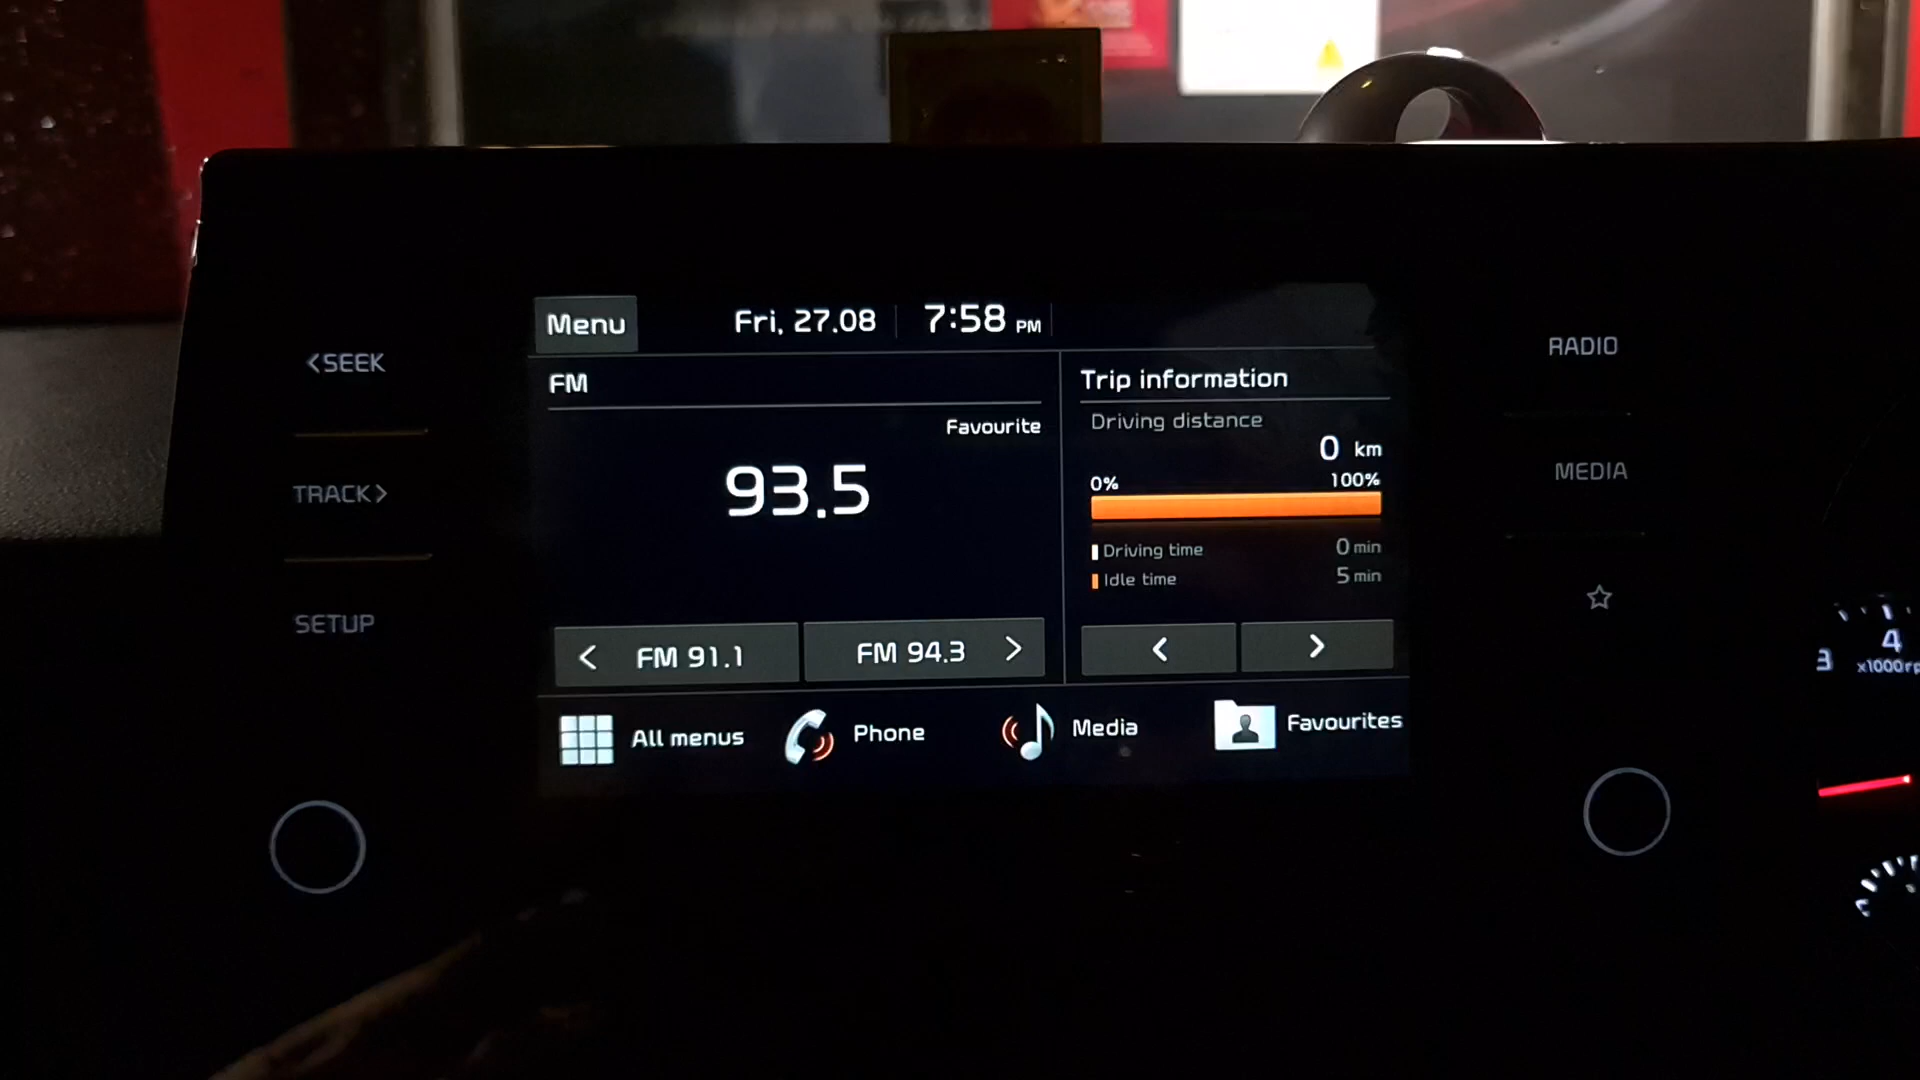 <SEEK
TRACK>
SETUP
Menu
Fri, 27.08
7:58 PM
FM
Favourite
93.5
< FM 91.1
FM 94.3 >
Trip information
Driving distance
0 km
0% 100%
Driving time 0 min
Idle time 5 min
< >
All menus
Phone
Media
Favourites
RADIO
MEDIA
3
4